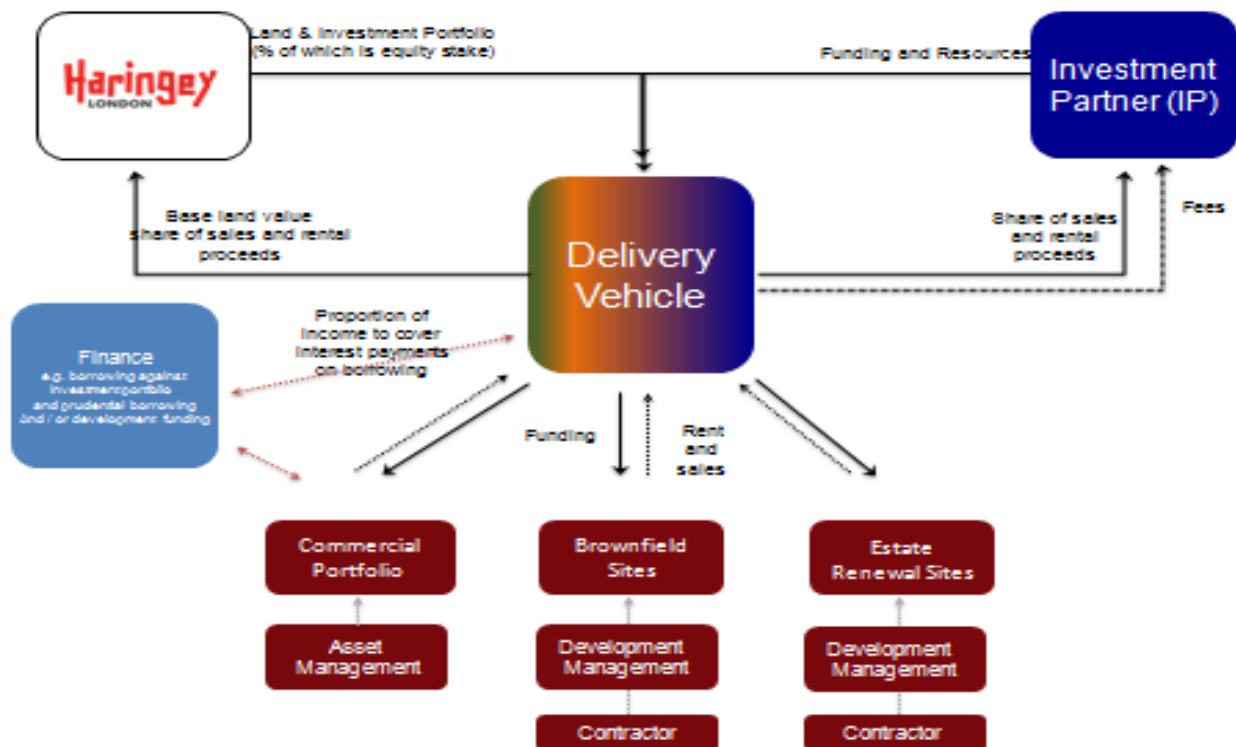 Land & Investment Portfolio
(% of which is equity stake)
Funding and Resources
Haringey
LONDON
Investment
Partner (IP)
Base land value
share of sales and rental
proceeds
Delivery
Vehicle
Share of sales
and rental
proceeds
Fees
Finance
e.g. borrowing against
investment portfolio
and prudential borrowing
and / or development funding
Proportion of
income to cover
interest payments
on borrowing
Funding
Rent
and
sales
Commercial
Portfolio
Brownfield
Sites
Estate
Renewal Sites
Asset
Management
Development
Management
Development
Management
Contractor
Contractor